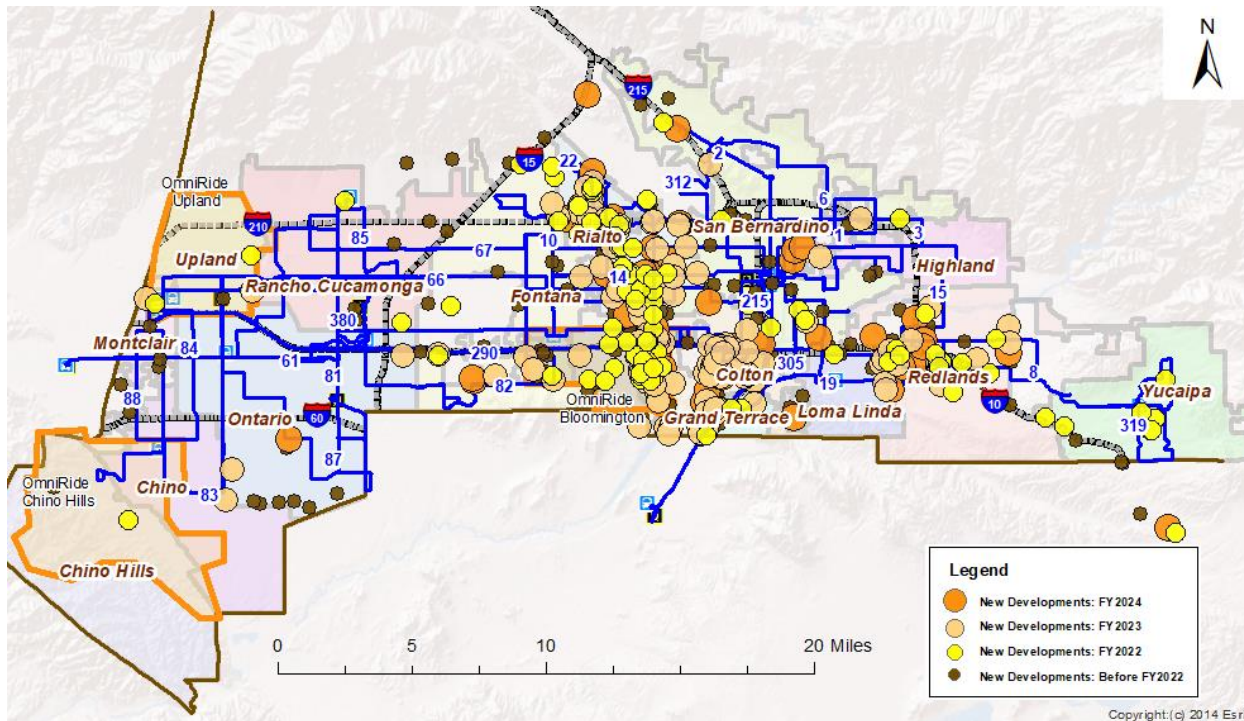 N
215
15
22
2
312
OmniRide
Upland
6
210
85
San Bernardino
1
3
Rialto
10
67
Upland
Highland
14
66
Rancho Cucamonga
Fontana
215
15
380
Montclair
84
61
290
305
81
Colton
8
82
19
Redlands
88
OmniRide
Bloomington
Yucaipa
10
60
Grand Terrace
Loma Linda
Ontario
319
87
OmniRide
Chino Hills
Chino
83
Chino Hills
Legend
New Developments: FY2024
New Developments: FY2023
New Developments: FY2022
New Developments: Before FY2022
0 5 10 20 Miles
Copyright:(c) 2014 Esr